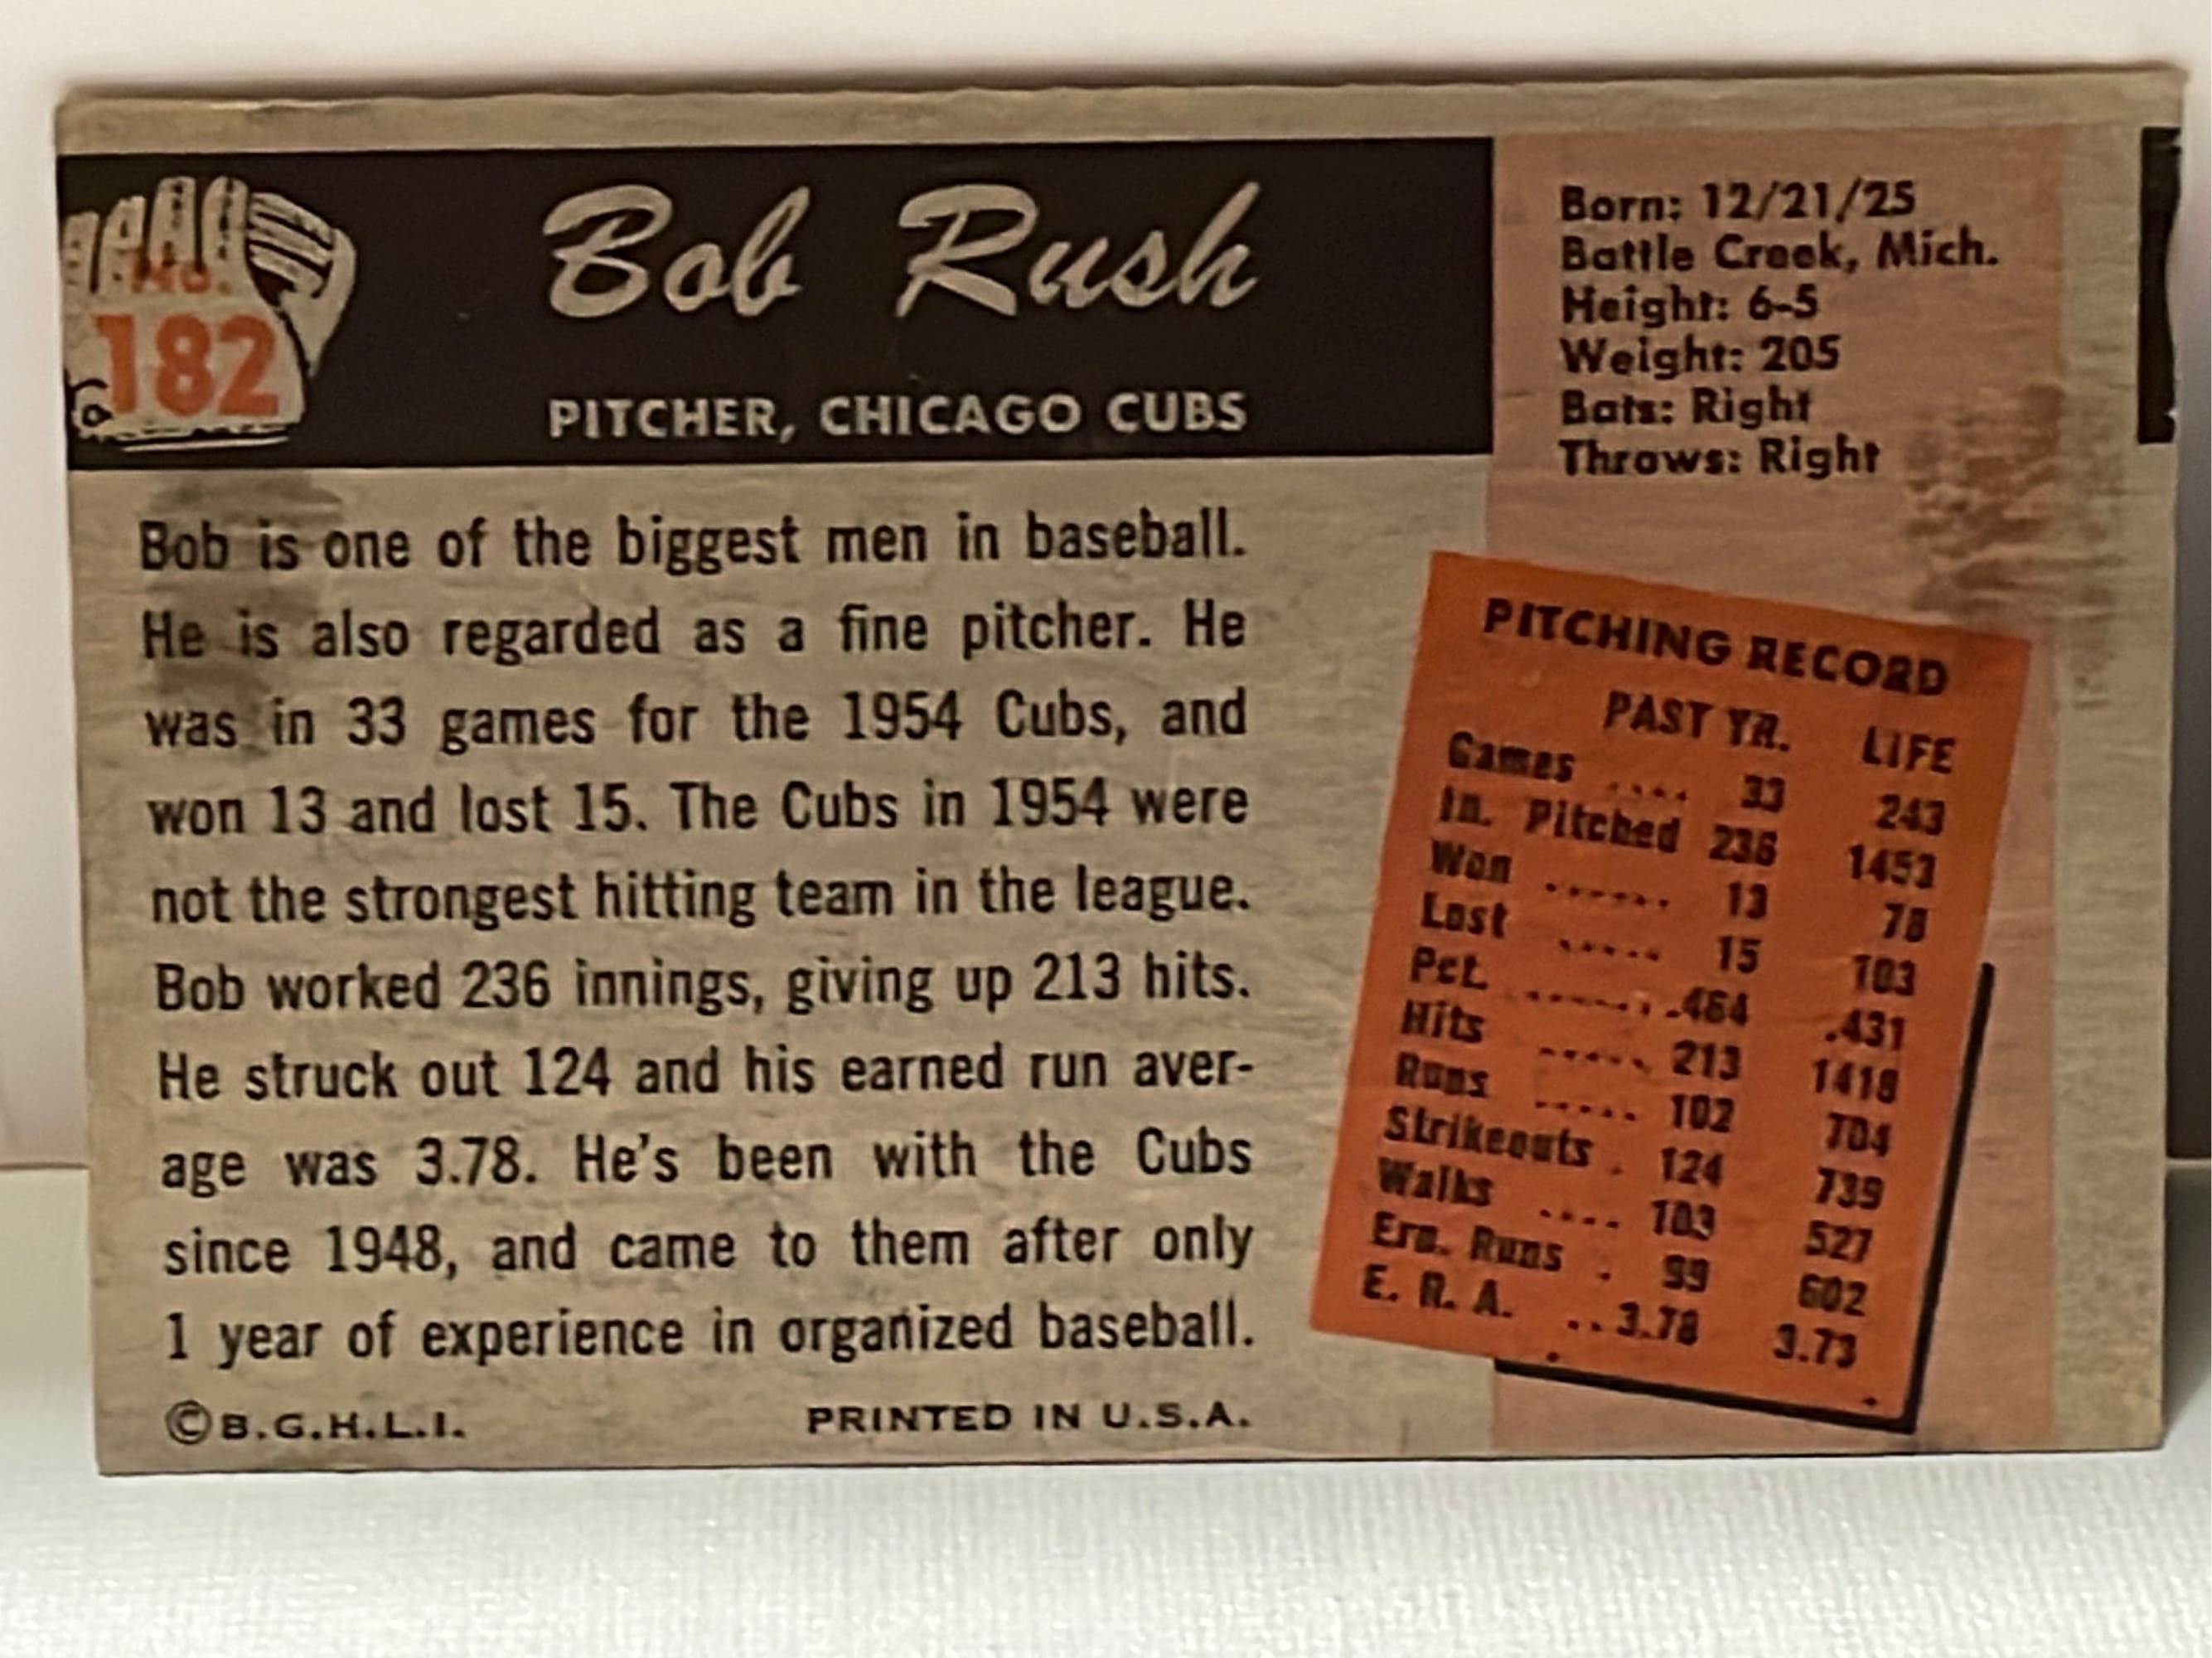 No.
182
Bob Rush
PITCHER, CHICAGO CUBS
Born: 12/21/25
Battle Creek, Mich.
Height: 6-5
Weight: 205
Bats: Right
Throws: Right
Bob is one of the biggest men in baseball.
He is also regarded as a fine pitcher. He
was in 33 games for the 1954 Cubs, and
won 13 and lost 15. The Cubs in 1954 were
not the strongest hitting team in the league.
Bob worked 236 innings, giving up 213 hits.
He struck out 124 and his earned run aver-
age was 3.78. He's been with the Cubs
since 1948, and came to them after only
1 year of experience in organized baseball.
©B.G.H.L.I. PRINTED IN U.S.A.
PITCHING RECORD
PAST YR. LIFE
Games .... 33 243
In. Pitched 236 1453
Won ...... 13 78
Lost ..... 15 103
Pct. ....... .464 .431
Hits ..... 213 1418
Runs ..... 102 704
Strikeouts . 124 739
Walks .... 103 527
Ern. Runs . 99 602
E. R. A. .. 3.78 3.73